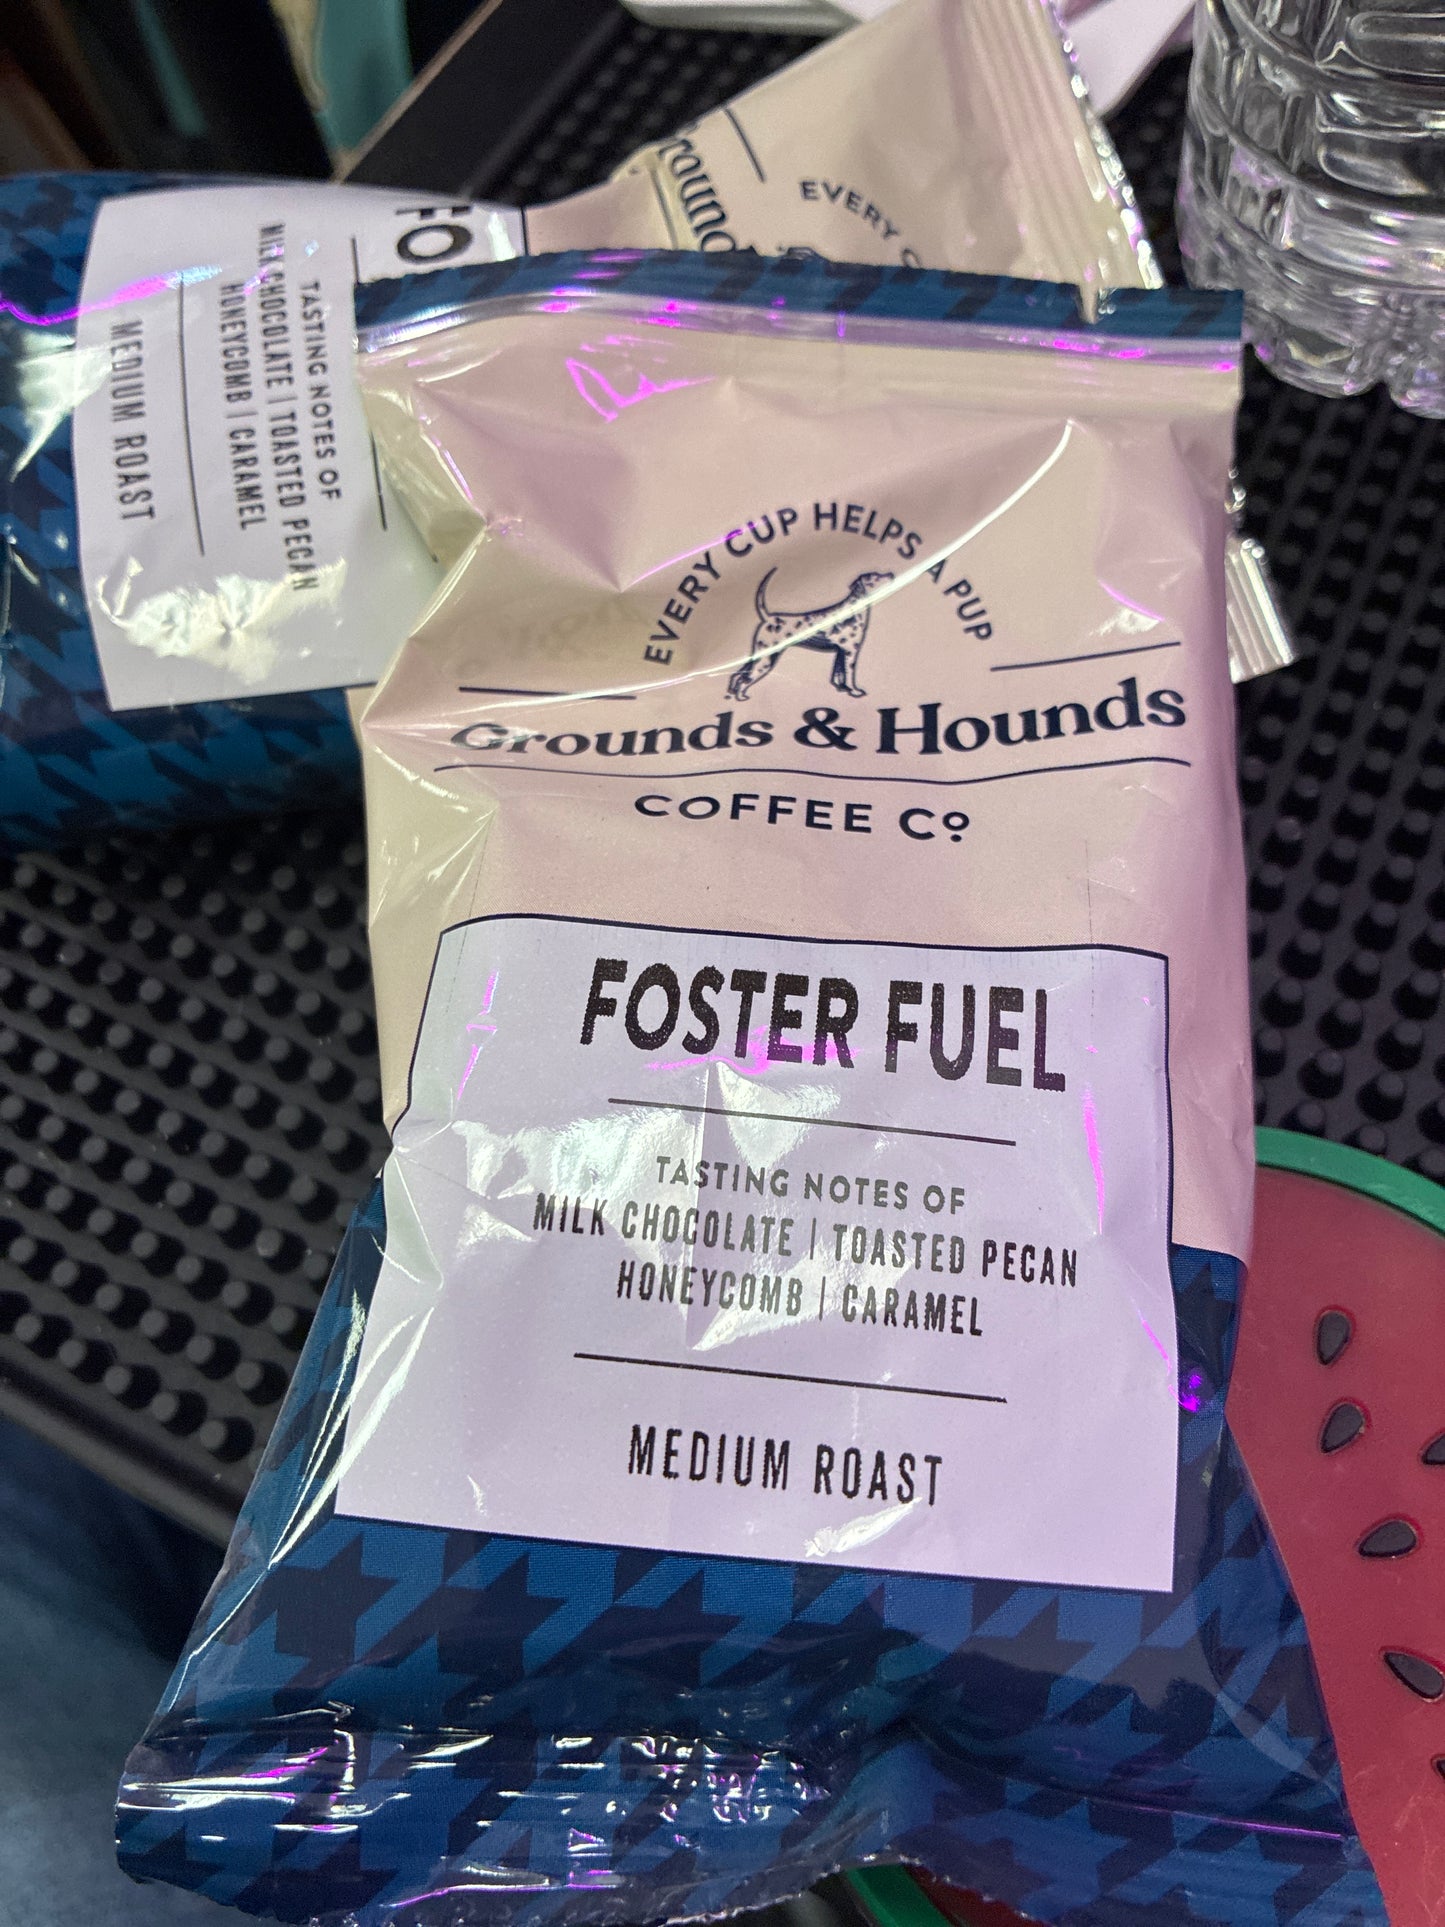 EVERY CUP HELPS A PUP
Grounds & Hounds
COFFEE Co
FOSTER FUEL
TASTING NOTES OF
MILK CHOCOLATE | TOASTED PECAN
HONEYCOMB | CARAMEL
MEDIUM ROAST
FO
TASTING NOTES OF
MILK CHOCOLATE | TOASTED PECAN
HONEYCOMB | CARAMEL
MEDIUM ROAST
EVERY